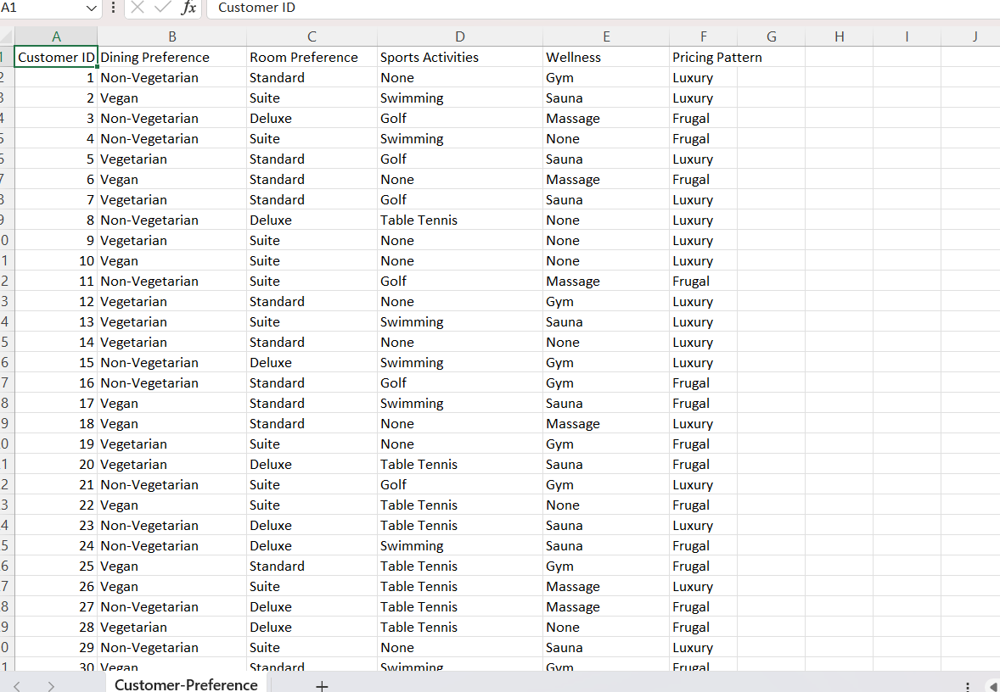 A1 fx Customer ID
A B C D E F G H I J
1 Customer ID Dining Preference Room Preference Sports Activities Wellness Pricing Pattern
2 1 Non-Vegetarian Standard None Gym Luxury
3 2 Vegan Suite Swimming Sauna Luxury
4 3 Non-Vegetarian Deluxe Golf Massage Frugal
5 4 Non-Vegetarian Suite Swimming None Frugal
6 5 Vegetarian Standard Golf Sauna Luxury
7 6 Vegan Standard None Massage Frugal
8 7 Vegetarian Standard Golf Sauna Luxury
9 8 Non-Vegetarian Deluxe Table Tennis None Luxury
0 9 Vegetarian Suite None None Luxury
1 10 Vegan Suite None None Luxury
2 11 Non-Vegetarian Suite Golf Massage Frugal
3 12 Vegetarian Standard None Gym Luxury
4 13 Vegetarian Suite Swimming Sauna Luxury
5 14 Vegetarian Standard None None Luxury
6 15 Non-Vegetarian Deluxe Swimming Gym Luxury
7 16 Non-Vegetarian Standard Golf Gym Frugal
8 17 Vegan Standard Swimming Sauna Frugal
9 18 Vegan Standard None Massage Luxury
0 19 Vegetarian Suite None Gym Frugal
1 20 Vegetarian Deluxe Table Tennis Sauna Frugal
2 21 Non-Vegetarian Suite Golf Gym Luxury
3 22 Vegan Suite Table Tennis None Frugal
4 23 Non-Vegetarian Deluxe Table Tennis Sauna Luxury
5 24 Non-Vegetarian Deluxe Swimming Sauna Frugal
6 25 Vegan Standard Table Tennis Gym Frugal
7 26 Vegan Suite Table Tennis Massage Luxury
8 27 Non-Vegetarian Deluxe Table Tennis Massage Frugal
9 28 Vegetarian Deluxe Table Tennis None Frugal
0 29 Non-Vegetarian Suite None Sauna Luxury
1 30 Vegan Standard Swimming Gym Frugal
Customer-Preference